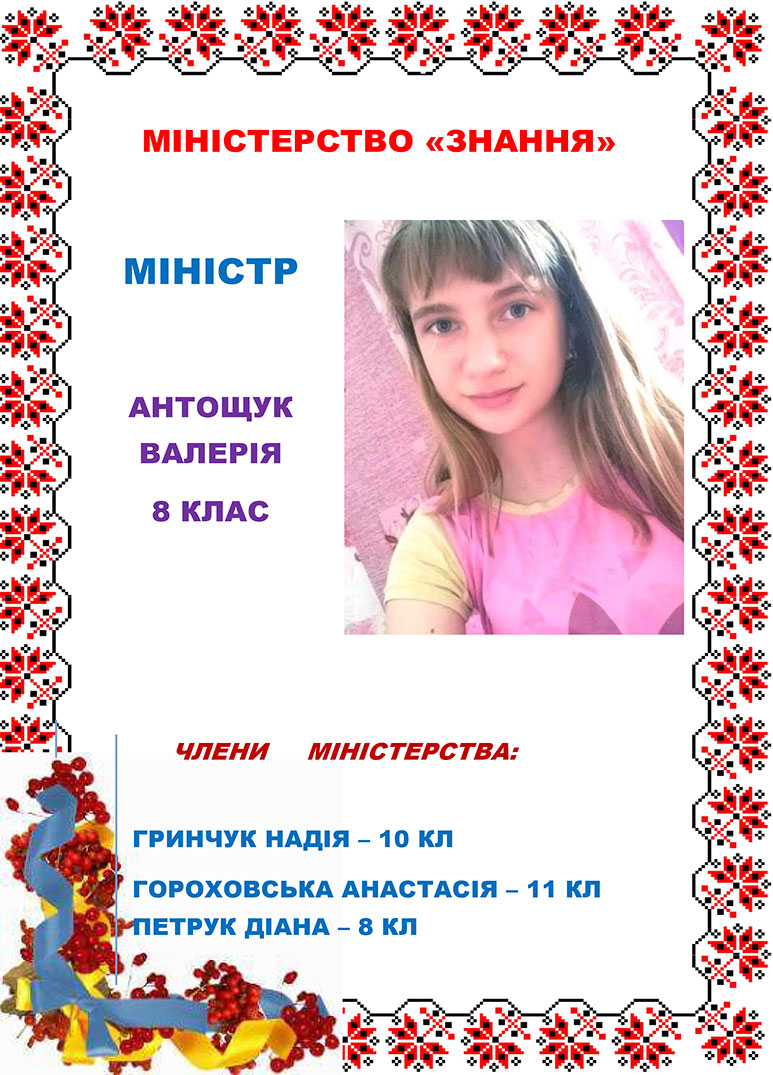 МІНІСТЕРСТВО «ЗНАННЯ»
МІНІСТР
АНТОЩУК
ВАЛЕРІЯ
8 КЛАС
ЧЛЕНИ МІНІСТЕРСТВА:
ГРИНЧУК НАДІЯ – 10 КЛ
ГОРОХОВСЬКА АНАСТАСІЯ – 11 КЛ
ПЕТРУК ДІАНА – 8 КЛ